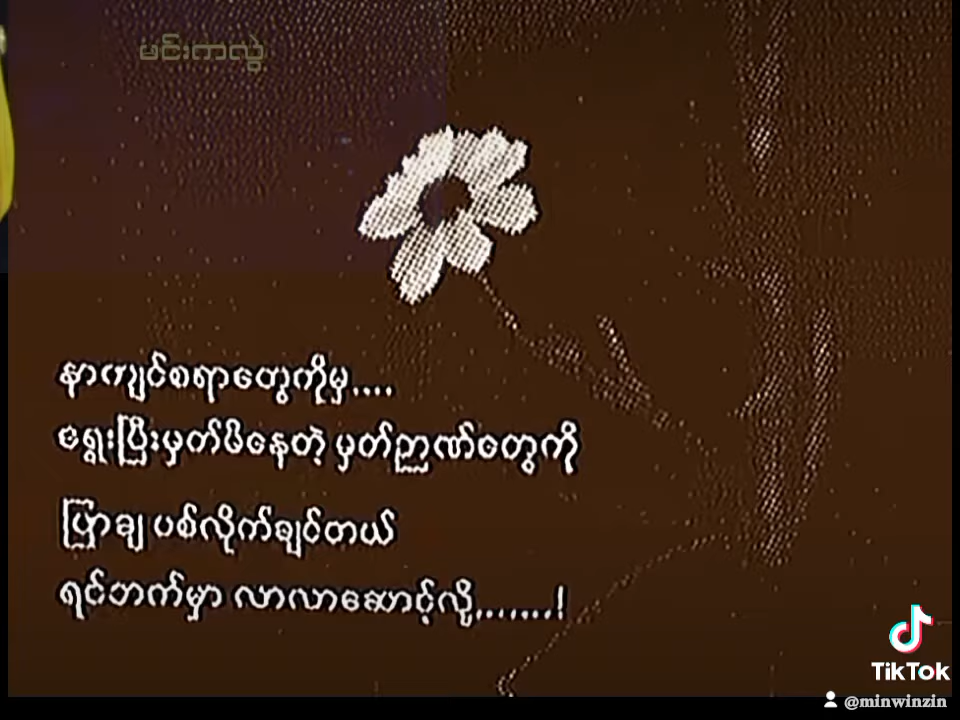 မင်းကလွဲ
နာကျင်စရာတွေကိုမှ....
ရွေးပြီးမှတ်မိနေတဲ့ မှတ်ဉာဏ်တွေကို
ပြာချ ပစ်လိုက်ချင်တယ်
ရင်ဘက်မှာ လာလာဆောင့်လို့.......!
TikTok
@minwinzin